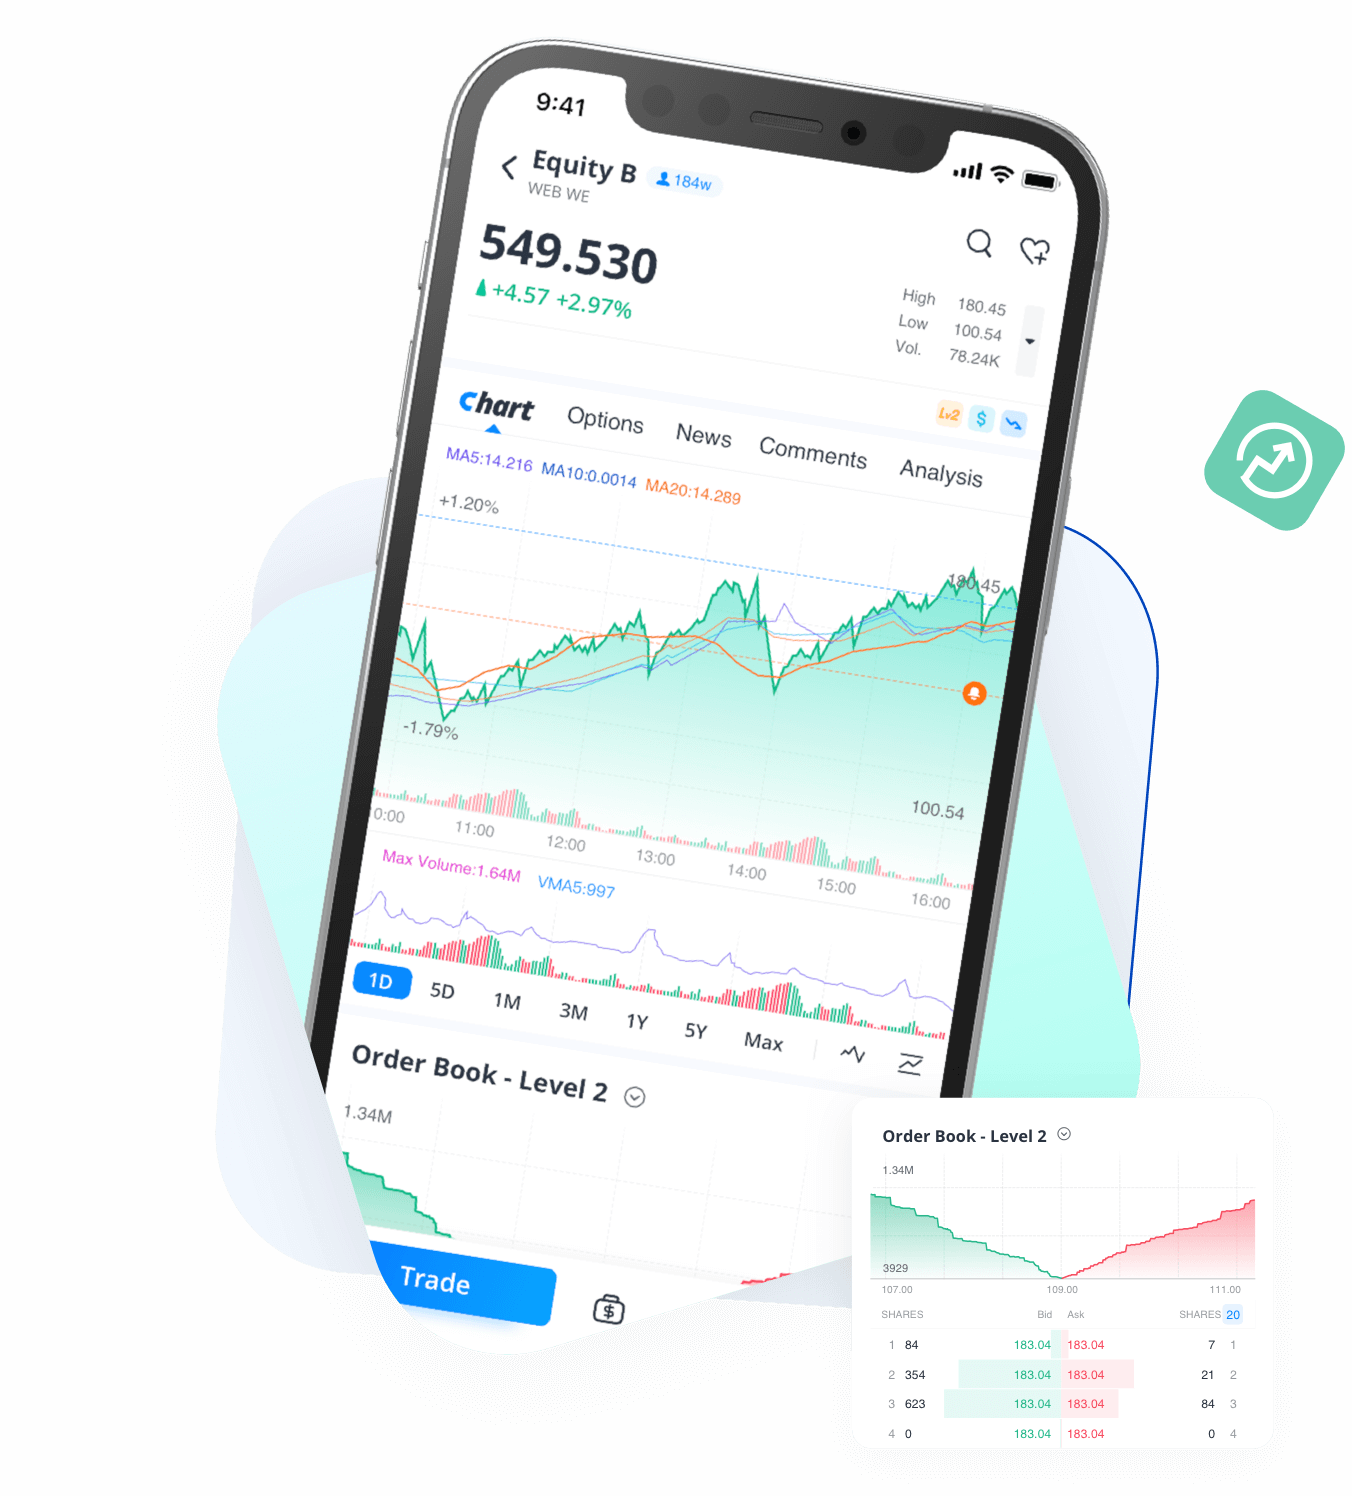 9:41
Equity B 184w
WEB WE
549.530
+4.57 +2.97%
High 180.45
Low 100.54
Vol. 78.24K
Lv2 $
Chart Options News Comments Analysis
MA5:14.216 MA10:0.0014 MA20:14.289
+1.20%
180.45
-1.79%
100.54
0:00 11:00 12:00 13:00 14:00 15:00 16:00
Max Volume:1.64M VMA5:997
1D 5D 1M 3M 1Y 5Y Max
Order Book - Level 2
1.34M
Trade
$
Order Book - Level 2
1.34M
3929
107.00 109.00 111.00
SHARES Bid Ask SHARES 20
1 84 183.04 183.04 7 1
2 354 183.04 183.04 21 2
3 623 183.04 183.04 84 3
4 0 183.04 183.04 0 4